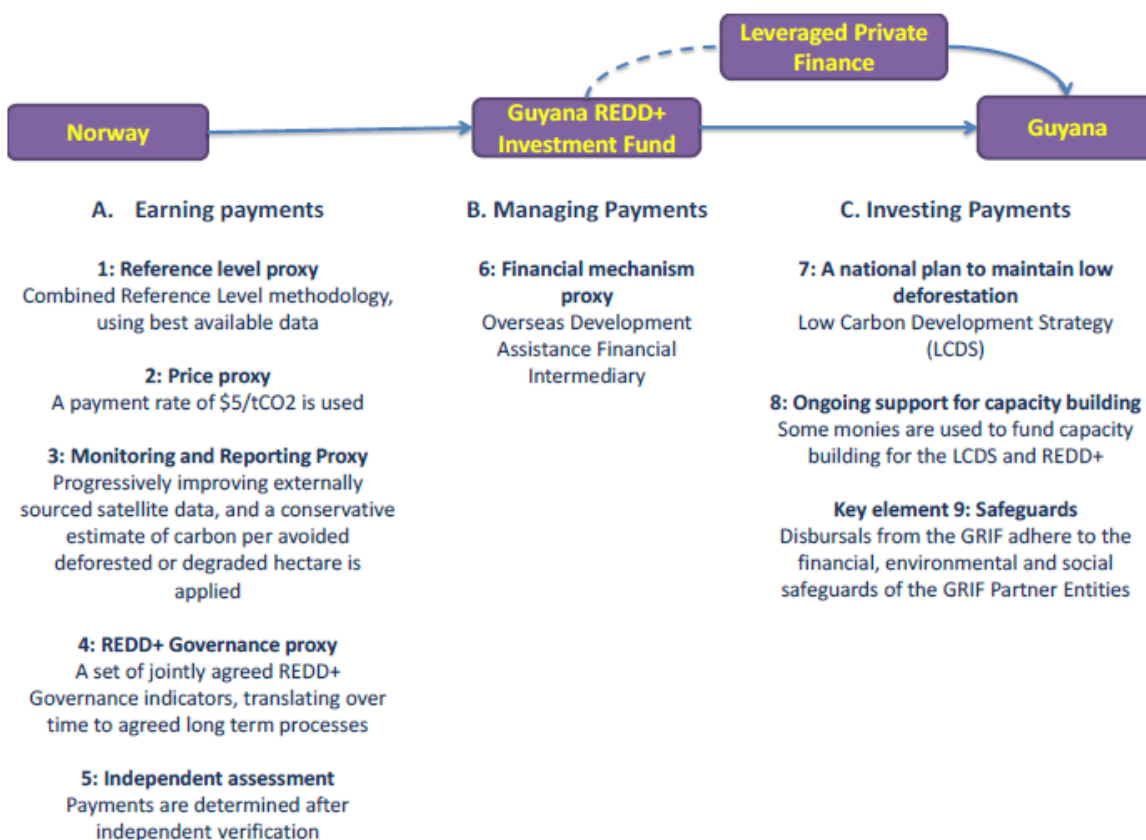 Leveraged Private
Finance
Norway
Guyana REDD+
Investment Fund
Guyana
A. Earning payments
1: Reference level proxy
Combined Reference Level methodology,
using best available data
2: Price proxy
A payment rate of $5/tCO2 is used
3: Monitoring and Reporting Proxy
Progressively improving externally
sourced satellite data, and a conservative
estimate of carbon per avoided
deforested or degraded hectare is
applied
4: REDD+ Governance proxy
A set of jointly agreed REDD+
Governance indicators, translating over
time to agreed long term processes
5: Independent assessment
Payments are determined after
independent verification
B. Managing Payments
6: Financial mechanism
proxy
Overseas Development
Assistance Financial
Intermediary
C. Investing Payments
7: A national plan to maintain low
deforestation
Low Carbon Development Strategy
(LCDS)
8: Ongoing support for capacity building
Some monies are used to fund capacity
building for the LCDS and REDD+
Key element 9: Safeguards
Disbursals from the GRIF adhere to the
financial, environmental and social
safeguards of the GRIF Partner Entities